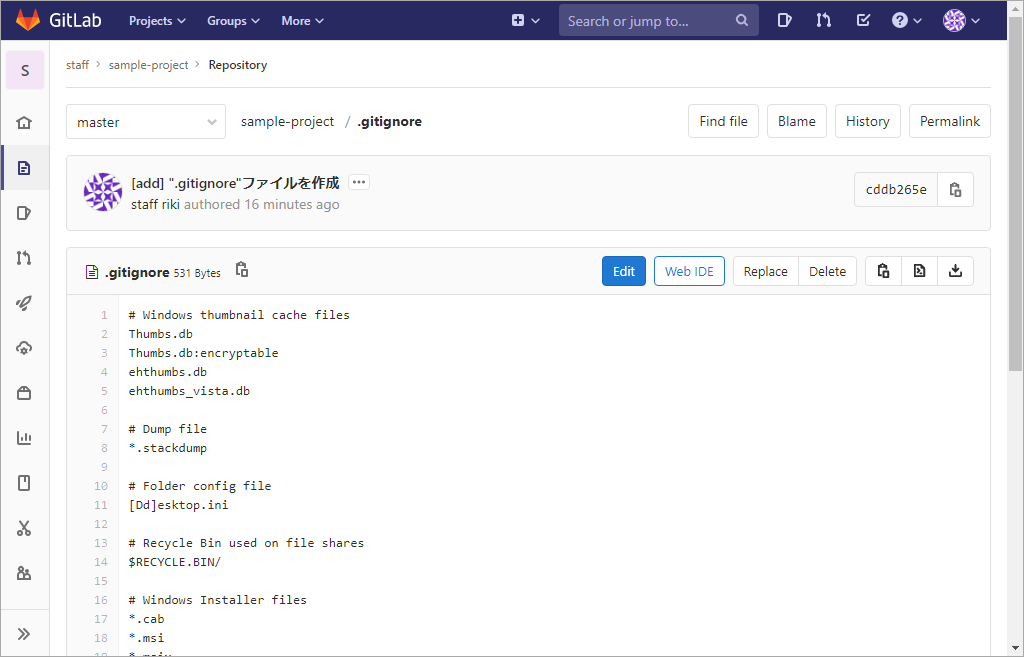 GitLab Projects Groups More Search or jump to...
S
staff > sample-project > Repository
master sample-project / .gitignore Find file Blame History Permalink
[add] ".gitignore"ファイルを作成
staff riki authored 16 minutes ago
cddb265e
.gitignore 531 Bytes Edit Web IDE Replace Delete
1 # Windows thumbnail cache files
2 Thumbs.db
3 Thumbs.db:encryptable
4 ehthumbs.db
5 ehthumbs_vista.db
6
7 # Dump file
8 *.stackdump
9
10 # Folder config file
11 [Dd]esktop.ini
12
13 # Recycle Bin used on file shares
14 $RECYCLE.BIN/
15
16 # Windows Installer files
17 *.cab
18 *.msi